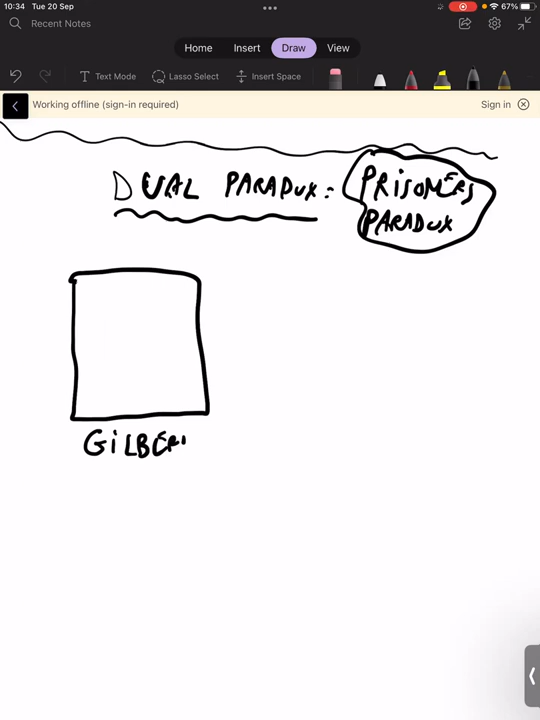 10:34 Tue 20 Sep
67%
Recent Notes
Home Insert Draw View
Text Mode Lasso Select Insert Space
Working offline (sign-in required) Sign in
DUAL PARADOX: PRISONERS
PARADOX
GILBER